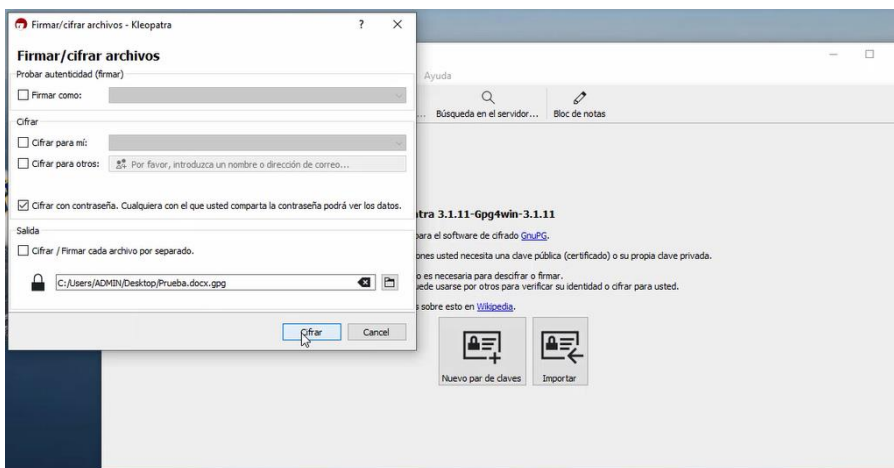 Firmar/cifrar archivos - Kleopatra
Firmar/cifrar archivos
Probar autenticidad (firmar)
Firmar como:
Cifrar
Cifrar para mí:
Cifrar para otros:
Por favor, introduzca un nombre o dirección de correo...
Cifrar con contraseña. Cualquiera con el que usted comparta la contraseña podrá ver los datos.
Salida
Cifrar / Firmar cada archivo por separado.
C:/Users/ADMIN/Desktop/Prueba.docx.gpg
Cifrar
Cancel
Ayuda
... Búsqueda en el servidor...
Bloc de notas
tra 3.1.11-Gpg4win-3.1.11
para el software de cifrado GnuPG.
ones usted necesita una clave pública (certificado) o su propia clave privada.
o es necesaria para descifrar o firmar.
uede usarse por otros para verificar su identidad o cifrar para usted.
s sobre esto en Wikipedia.
Nuevo par de claves
Importar